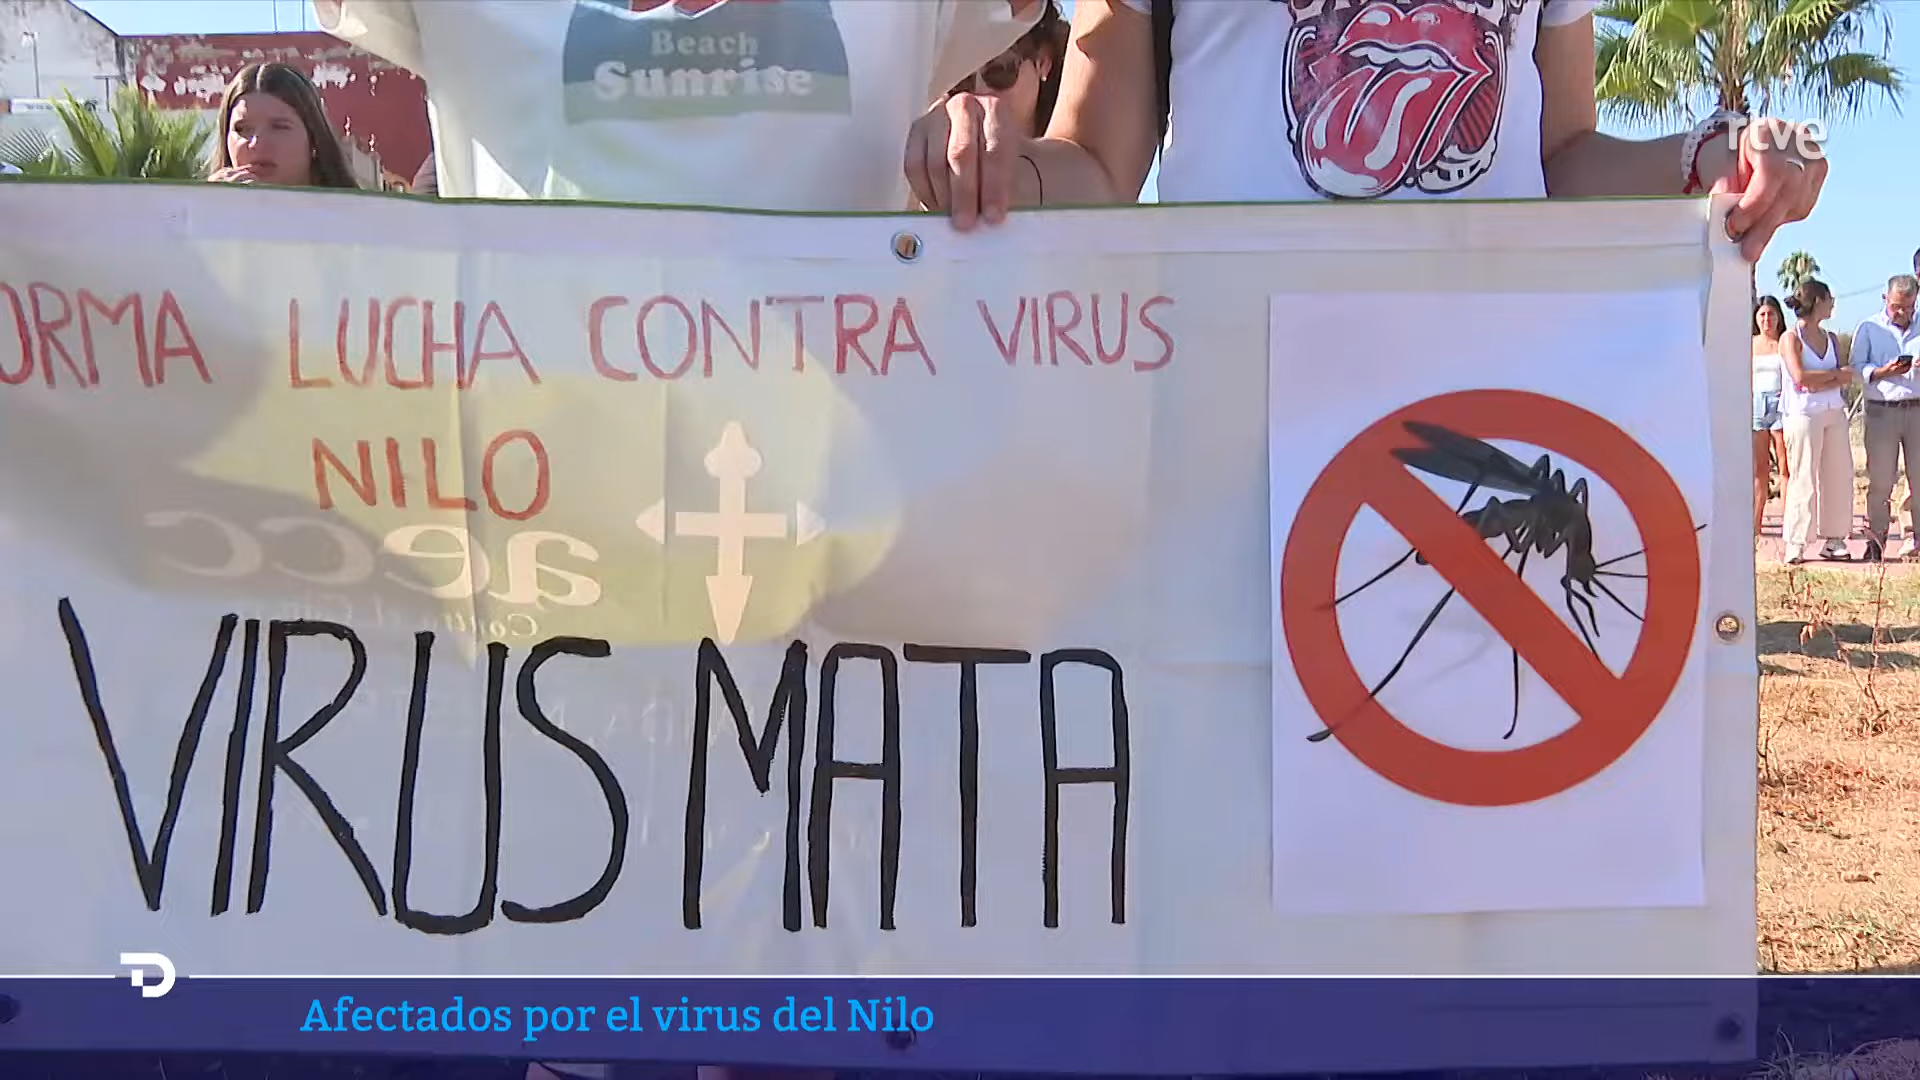 Beach
Sunrise
rtve
ORMA LUCHA CONTRA VIRUS
NILO
aecc
VIRUS MATA
Afectados por el virus del Nilo